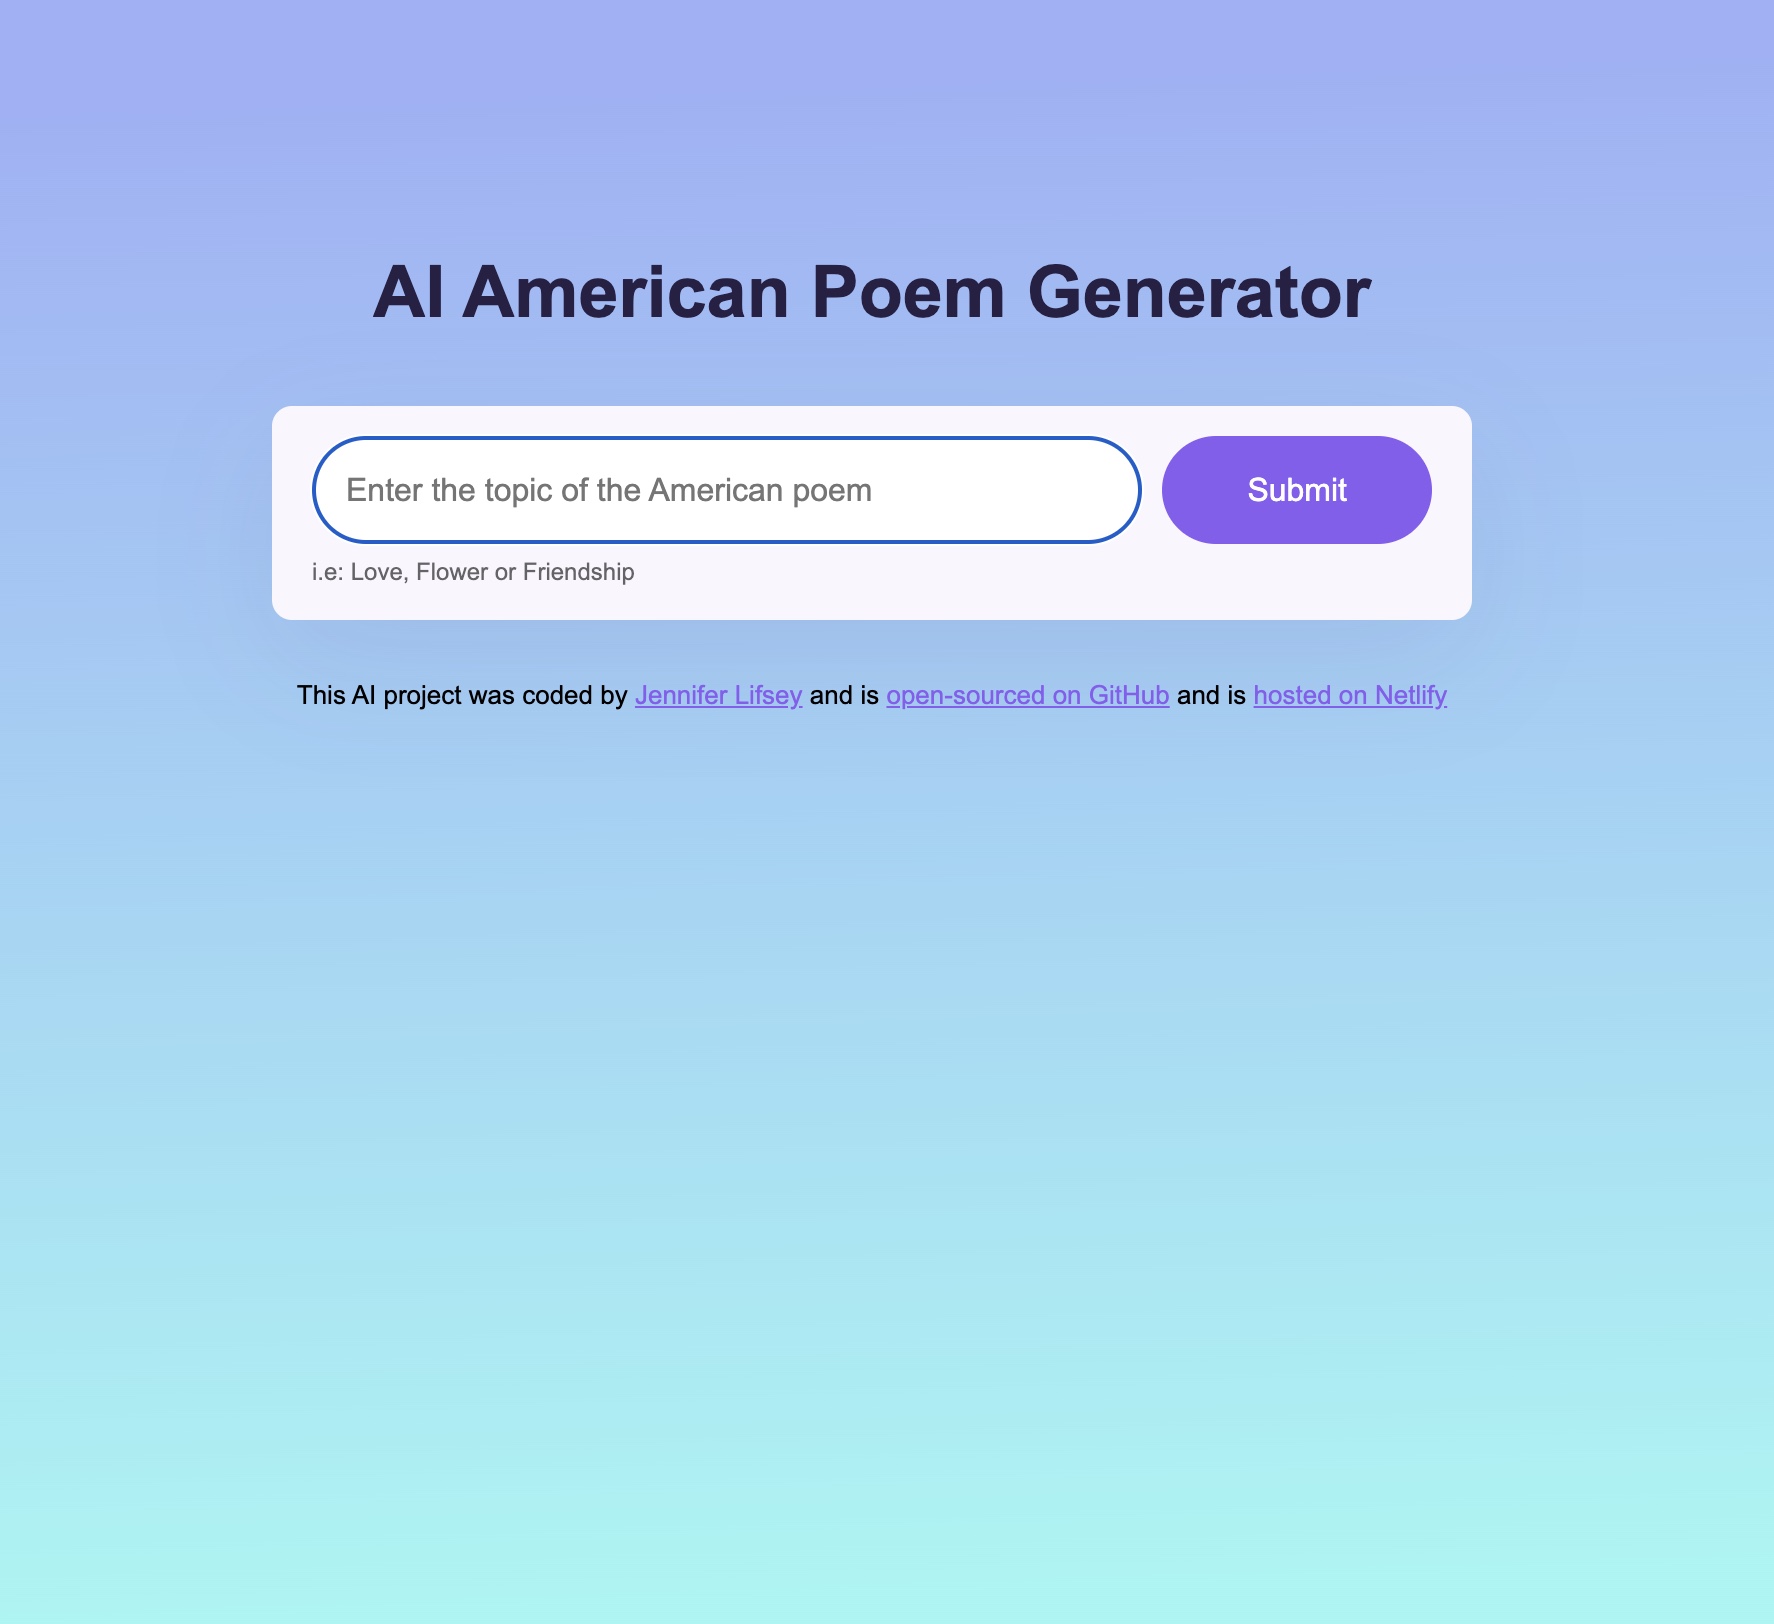 AI American Poem Generator
Enter the topic of the American poem
Submit
i.e: Love, Flower or Friendship
This AI project was coded by Jennifer Lifsey and is open-sourced on GitHub and is hosted on Netlify